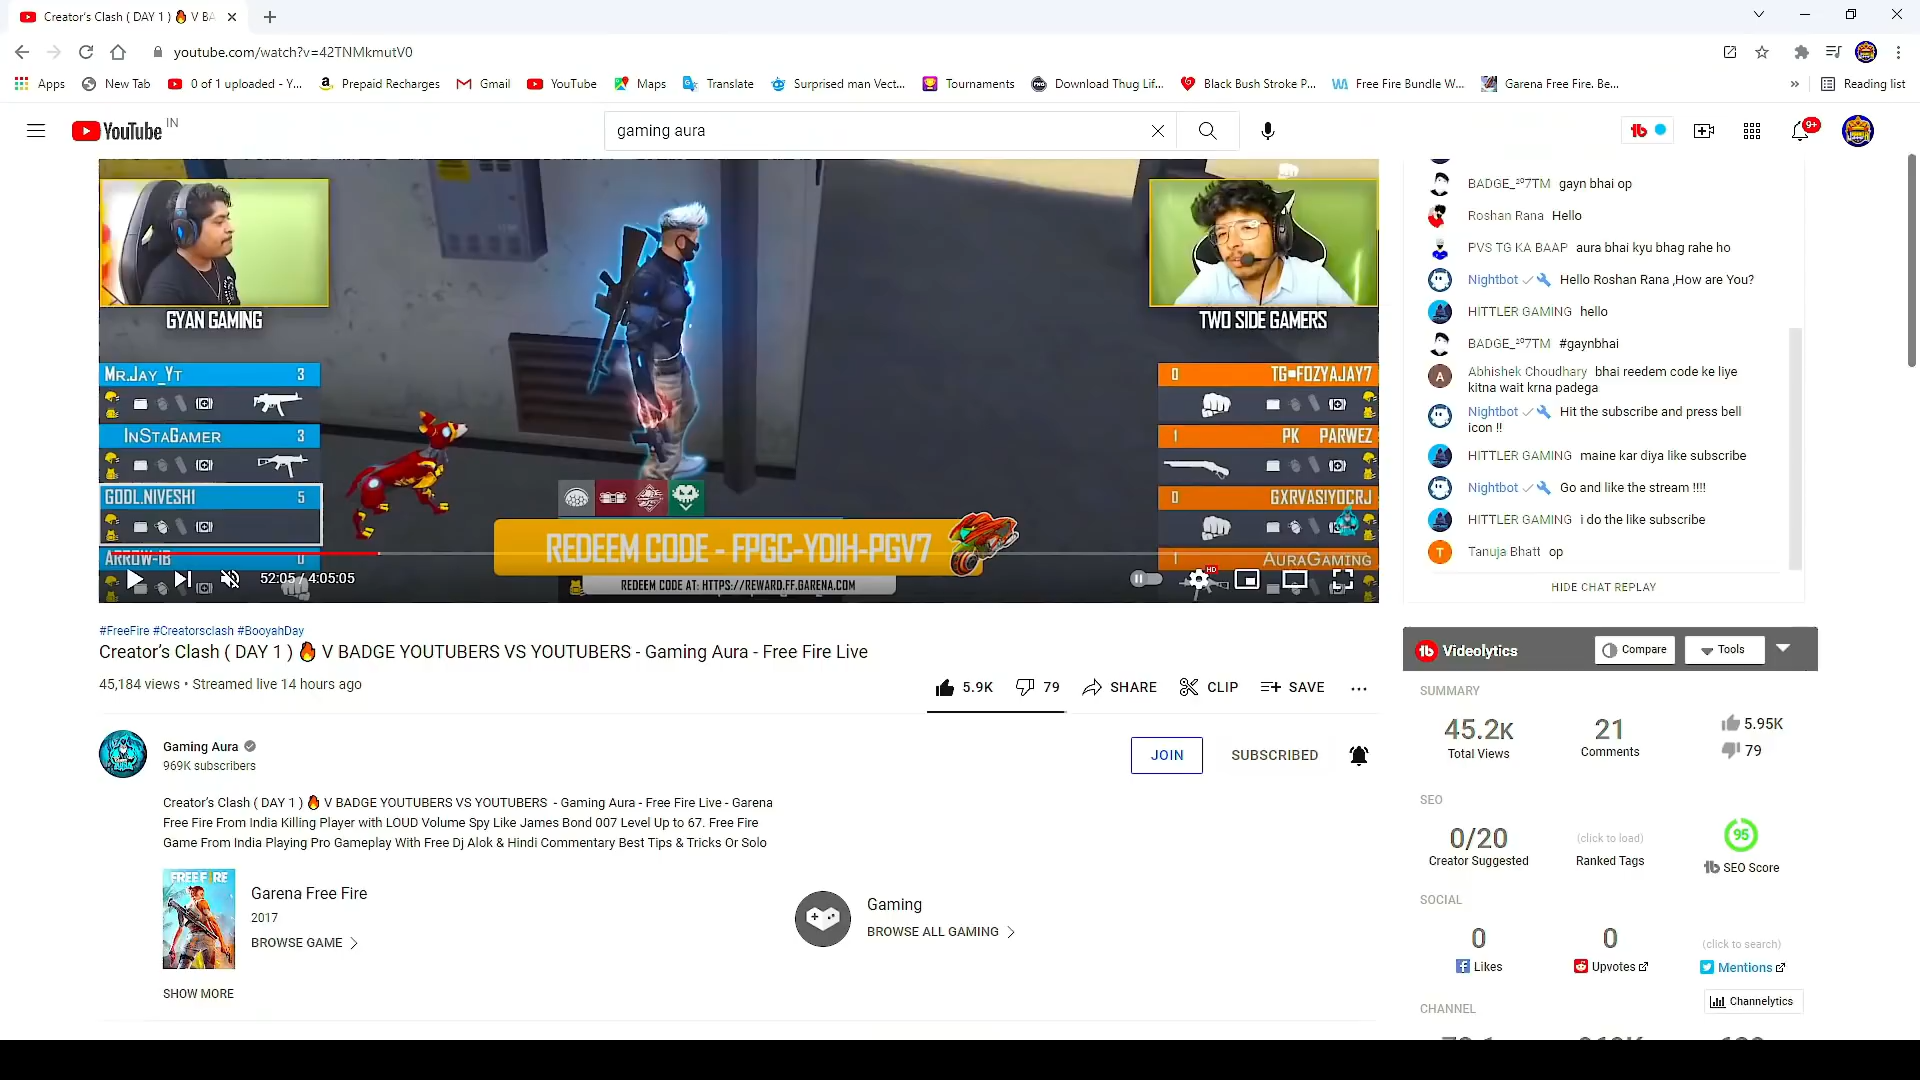 Creator's Clash ( DAY 1 ) 🔥 V BA
youtube.com/watch?v=42TNMkmutV0
Apps New Tab 0 of 1 uploaded - Y... Prepaid Recharges Gmail YouTube Maps Translate Surprised man Vect... Tournaments Download Thug Lif... Black Bush Stroke P... Free Fire Bundle W... Garena Free Fire. Be... » Reading list
YouTube IN
gaming aura
9+
GYAN GAMING
TWO SIDE GAMERS
MR.JAY_YT 3
INSTAGAMER 3
GODL.NIVESH1 5
ARROW-IB 0
0 TG=FOZYAJAY7
1 PK PARWEZ
0 GXRVAS!YOCRJ
1 AURAGAMING
REDEEM CODE - FPGC-YDIH-PGV7
REDEEM CODE AT: HTTPS://REWARD.FF.GARENA.COM
52:05 / 4:05:05
HD
BADGE_²⁰7TM gayn bhai op
Roshan Rana Hello
PVS TG KA BAAP aura bhai kyu bhag rahe ho
Nightbot Hello Roshan Rana ,How are You?
HITTLER GAMING hello
BADGE_²⁰7TM #gaynbhai
A
Abhishek Choudhary bhai reedem code ke liye
kitna wait krna padega
Nightbot Hit the subscribe and press bell
icon !!
HITTLER GAMING maine kar diya like subscribe
Nightbot Go and like the stream !!!!
HITTLER GAMING i do the like subscribe
T
Tanuja Bhatt op
HIDE CHAT REPLAY
#FreeFire #Creatorsclash #BooyahDay
Creator's Clash ( DAY 1 ) 🔥 V BADGE YOUTUBERS VS YOUTUBERS - Gaming Aura - Free Fire Live
45,184 views • Streamed live 14 hours ago
5.9K 79 SHARE CLIP SAVE ...
Gaming Aura
969K subscribers
JOIN SUBSCRIBED
Creator's Clash ( DAY 1 ) 🔥 V BADGE YOUTUBERS VS YOUTUBERS - Gaming Aura - Free Fire Live - Garena
Free Fire From India Killing Player with LOUD Volume Spy Like James Bond 007 Level Up to 67. Free Fire
Game From India Playing Pro Gameplay With Free Dj Alok & Hindi Commentary Best Tips & Tricks Or Solo
FREE FIRE
Garena Free Fire
2017
BROWSE GAME
Gaming
BROWSE ALL GAMING
SHOW MORE
Videolytics Compare Tools
SUMMARY
45.2K
Total Views
21
Comments
5.95K
79
SEO
0/20
Creator Suggested
(click to load)
Ranked Tags
95
SEO Score
SOCIAL
0
Likes
0
Upvotes
(click to search)
Mentions
Channelytics
CHANNEL